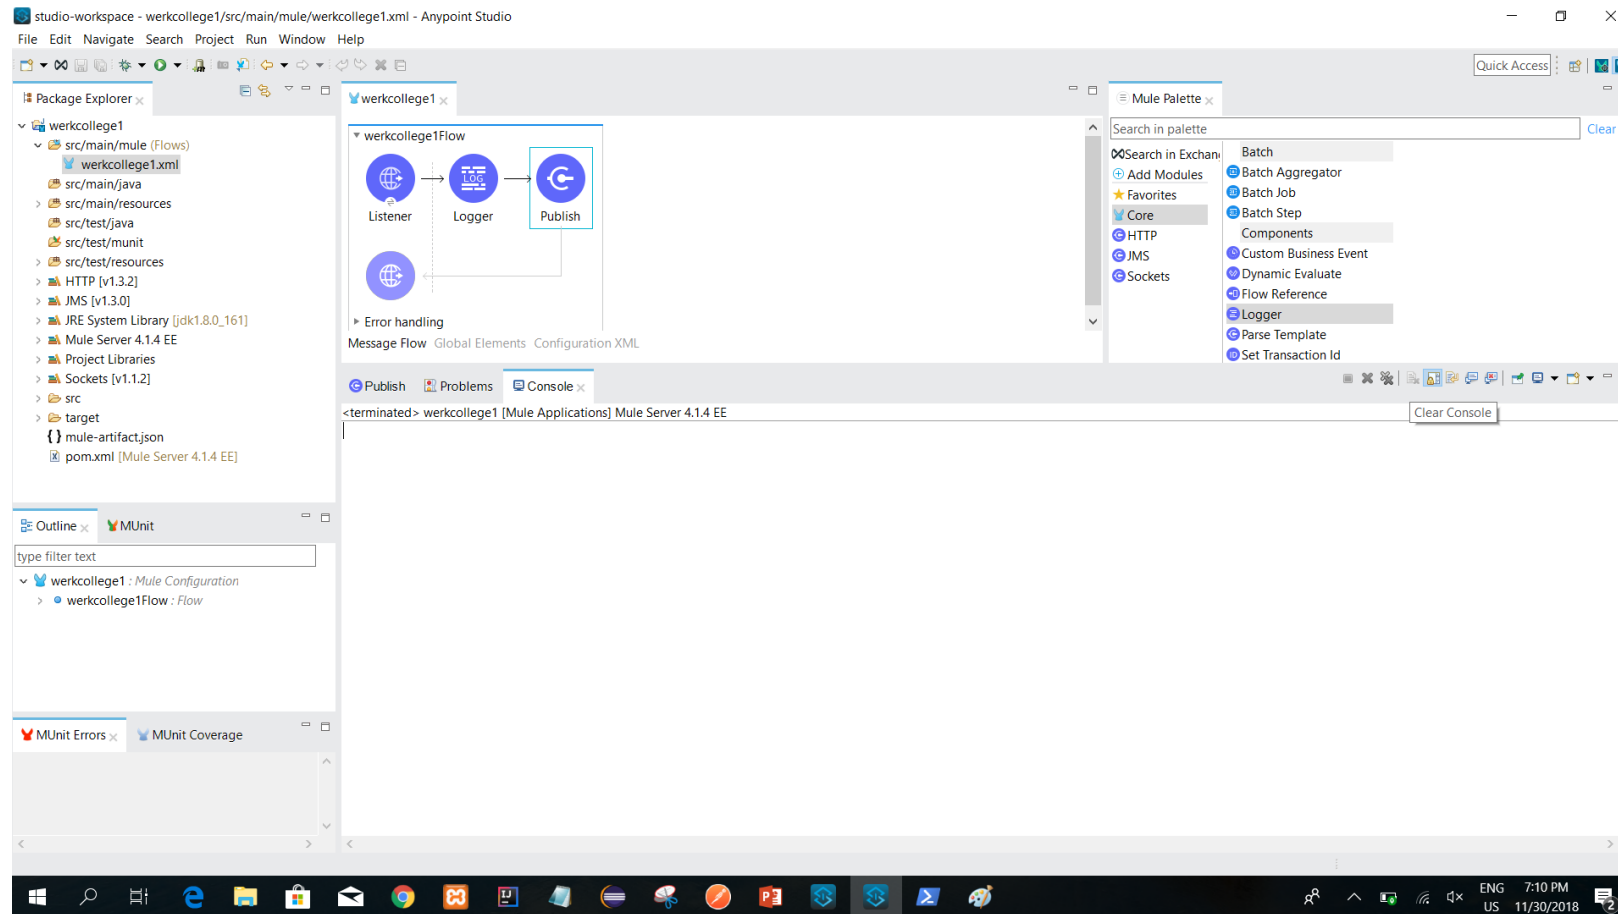 studio-workspace - werkcollege1/src/main/mule/werkcollege1.xml - Anypoint Studio
File Edit Navigate Search Project Run Window Help
Quick Access
Package Explorer
werkcollege1
src/main/mule (Flows)
werkcollege1.xml
src/main/java
src/main/resources
src/test/java
src/test/munit
src/test/resources
HTTP [v1.3.2]
JMS [v1.3.0]
JRE System Library [jdk1.8.0_161]
Mule Server 4.1.4 EE
Project Libraries
Sockets [v1.1.2]
src
target
{ } mule-artifact.json
pom.xml [Mule Server 4.1.4 EE]
werkcollege1
werkcollege1Flow
LOG
Listener Logger Publish
Error handling
Message Flow Global Elements Configuration XML
Mule Palette
Search in palette Clear
Search in Exchan
Add Modules
Favorites
Core
HTTP
JMS
Sockets
Batch
Batch Aggregator
Batch Job
Batch Step
Components
Custom Business Event
Dynamic Evaluate
Flow Reference
Logger
Parse Template
Set Transaction Id
Publish Problems Console
<terminated> werkcollege1 [Mule Applications] Mule Server 4.1.4 EE
Clear Console
Outline MUnit
type filter text
werkcollege1 : Mule Configuration
werkcollege1Flow : Flow
MUnit Errors MUnit Coverage
ENG
US
7:10 PM
11/30/2018
2